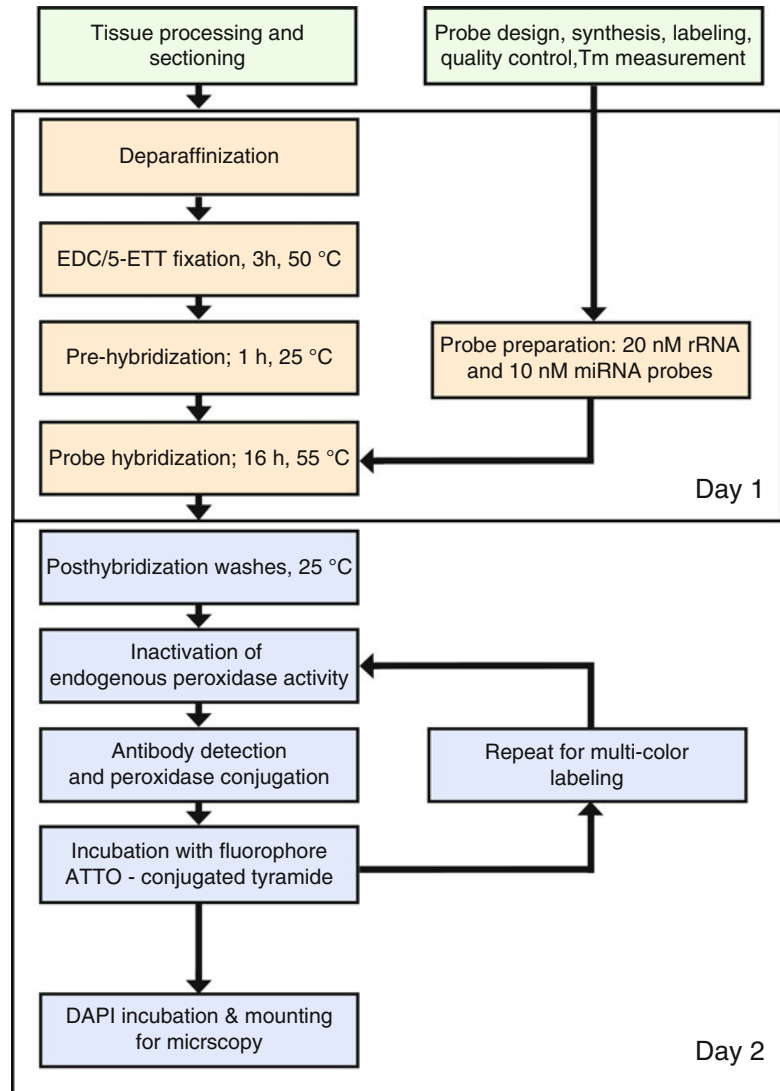 Tissue processing and
sectioning
Probe design, synthesis, labeling,
quality control,Tm measurement
Deparaffinization
EDC/5-ETT fixation, 3h, 50 °C
Pre-hybridization; 1 h, 25 °C
Probe preparation: 20 nM rRNA
and 10 nM miRNA probes
Probe hybridization; 16 h, 55 °C
Day 1
Posthybridization washes, 25 °C
Inactivation of
endogenous peroxidase activity
Antibody detection
and peroxidase conjugation
Repeat for multi-color
labeling
Incubation with fluorophore
ATTO - conjugated tyramide
DAPI incubation & mounting
for micrscopy
Day 2